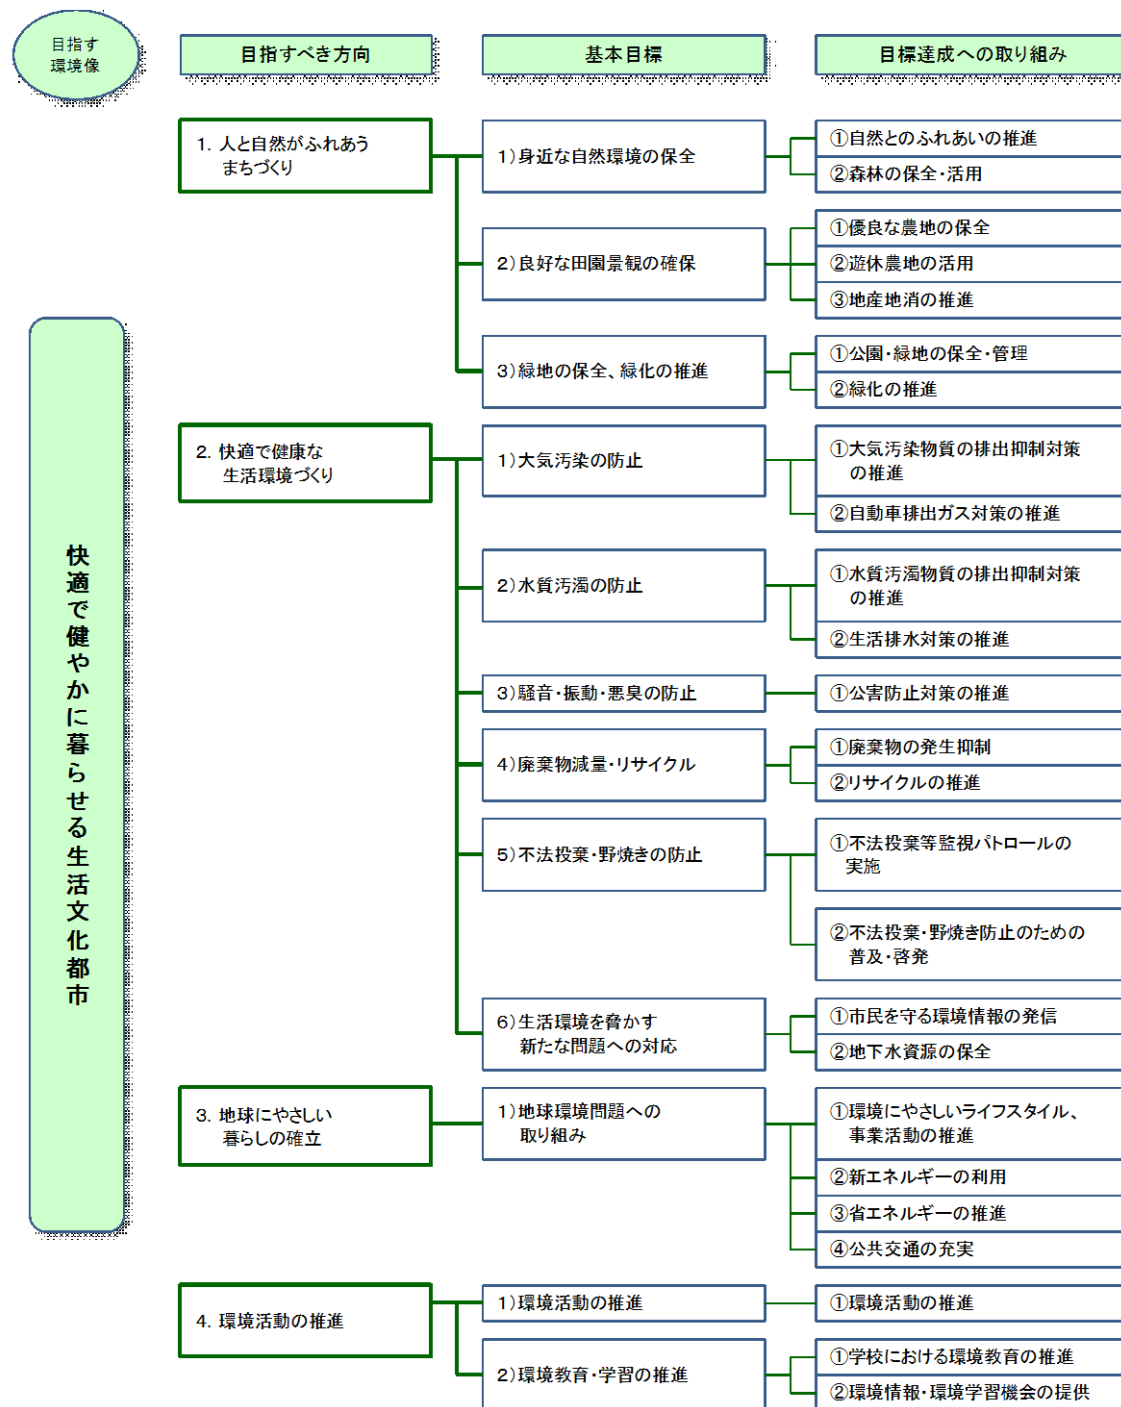 目指す
環境像
目指すべき方向
基本目標
目標達成への取り組み
快適で健やかに暮らせる生活文化都市
1. 人と自然がふれあう
まちづくり
1)身近な自然環境の保全
①自然とのふれあいの推進
②森林の保全・活用
2)良好な田園景観の確保
①優良な農地の保全
②遊休農地の活用
③地産地消の推進
3)緑地の保全、緑化の推進
①公園・緑地の保全・管理
②緑化の推進
2. 快適で健康な
生活環境づくり
1)大気汚染の防止
①大気汚染物質の排出抑制対策
の推進
②自動車排出ガス対策の推進
2)水質汚濁の防止
①水質汚濁物質の排出抑制対策
の推進
②生活排水対策の推進
3)騒音・振動・悪臭の防止
①公害防止対策の推進
4)廃棄物減量・リサイクル
①廃棄物の発生抑制
②リサイクルの推進
5)不法投棄・野焼きの防止
①不法投棄等監視パトロールの
実施
②不法投棄・野焼き防止のための
普及・啓発
6)生活環境を脅かす
新たな問題への対応
①市民を守る環境情報の発信
②地下水資源の保全
3. 地球にやさしい
暮らしの確立
1)地球環境問題への
取り組み
①環境にやさしいライフスタイル、
事業活動の推進
②新エネルギーの利用
③省エネルギーの推進
④公共交通の充実
4. 環境活動の推進
1)環境活動の推進
①環境活動の推進
2)環境教育・学習の推進
①学校における環境教育の推進
②環境情報・環境学習機会の提供